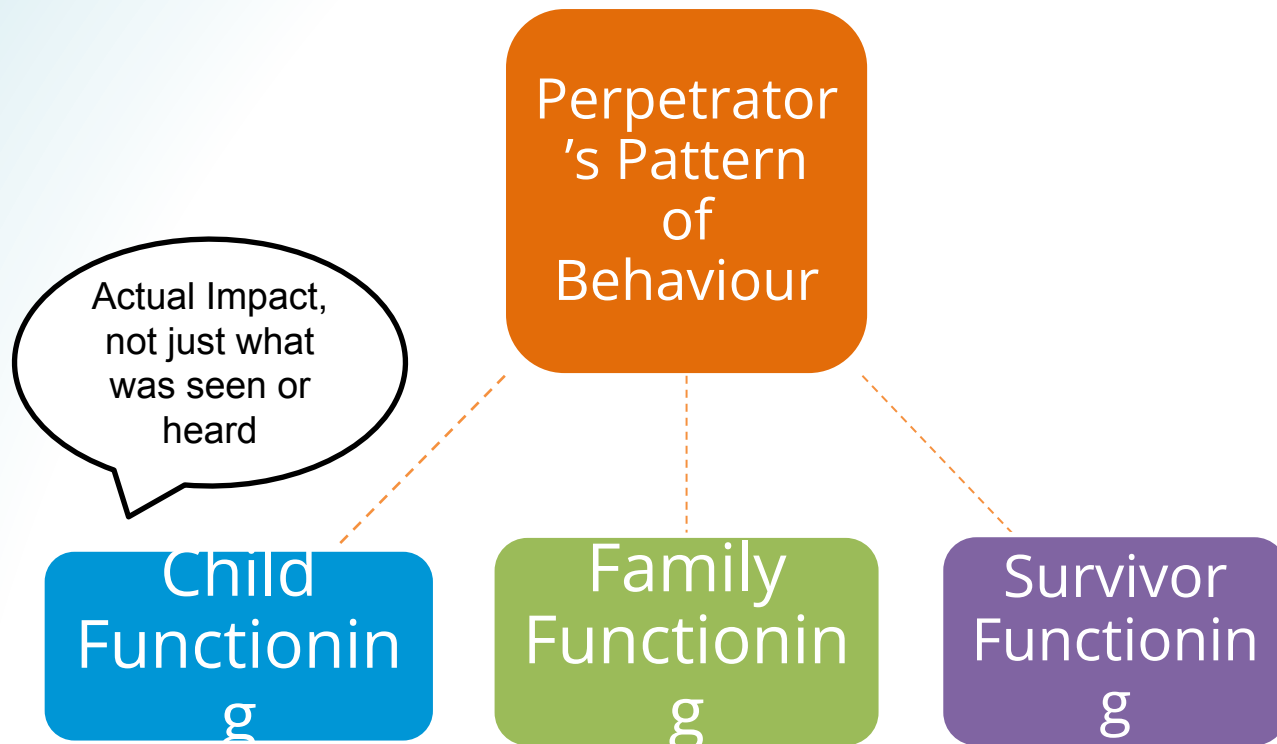 Perpetrator
’s Pattern
of
Behaviour
Actual Impact,
not just what
was seen or
heard
Child
Functionin
g
Family
Functionin
g
Survivor
Functionin
g